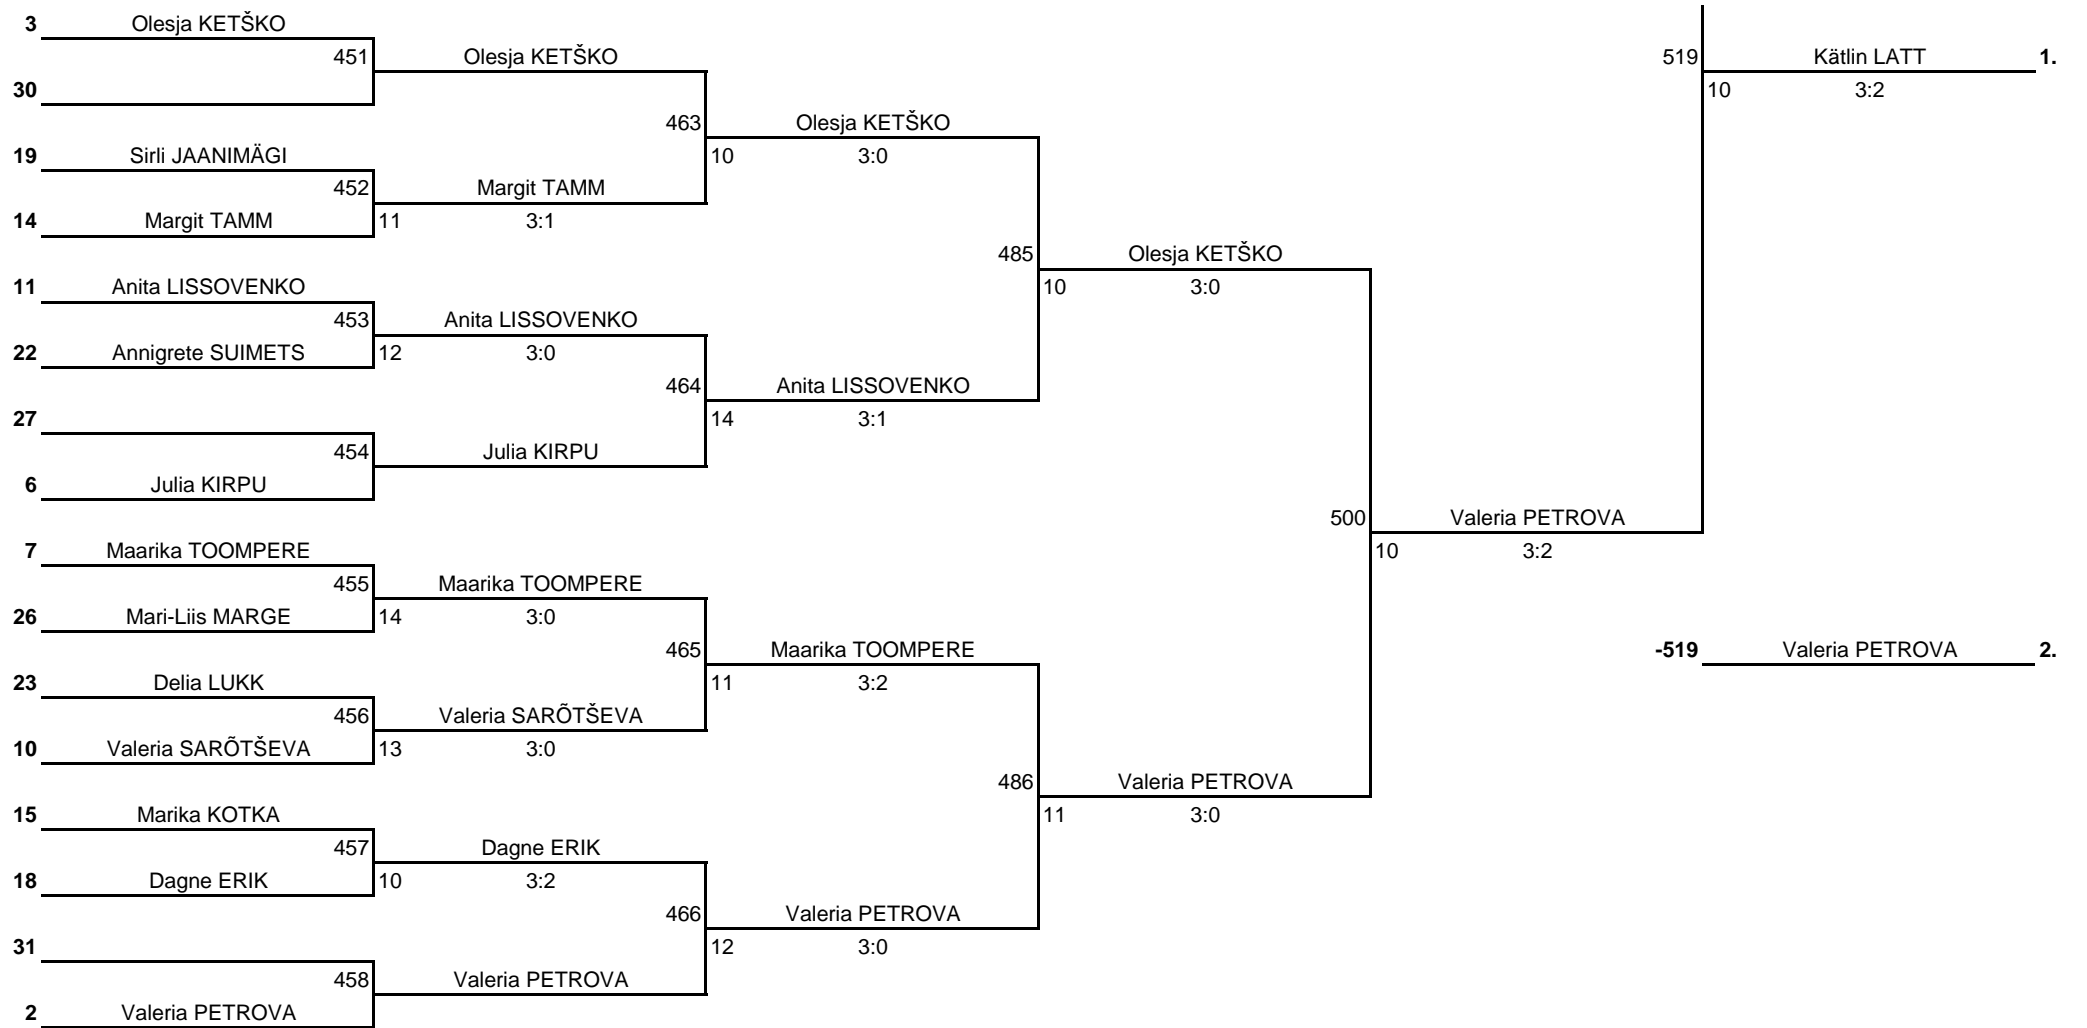 3 Olesja KETŠKO
451 Olesja KETŠKO 519 Kätlin LATT 1.
30 10 3:2
463 Olesja KETŠKO
19 Sirli JAANIMÄGI 10 3:0
452 Margit TAMM
14 Margit TAMM 11 3:1
485 Olesja KETŠKO
11 Anita LISSOVENKO 10 3:0
453 Anita LISSOVENKO
22 Annigrete SUIMETS 12 3:0
464 Anita LISSOVENKO
27 14 3:1
454 Julia KIRPU
6 Julia KIRPU
500 Valeria PETROVA
7 Maarika TOOMPERE 10 3:2
455 Maarika TOOMPERE
26 Mari-Liis MARGE 14 3:0
465 Maarika TOOMPERE -519 Valeria PETROVA 2.
23 Delia LUKK 11 3:2
456 Valeria SARÕTŠEVA
10 Valeria SARÕTŠEVA 13 3:0
486 Valeria PETROVA
15 Marika KOTKA 11 3:0
457 Dagne ERIK
18 Dagne ERIK 10 3:2
466 Valeria PETROVA
31 12 3:0
458 Valeria PETROVA
2 Valeria PETROVA